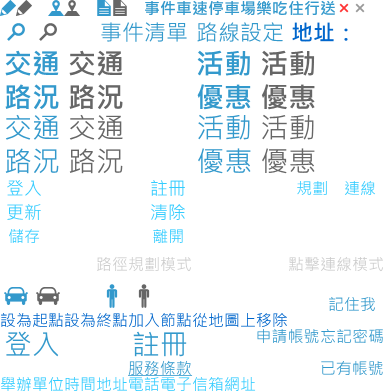 事件車速停車場樂吃住行送
事件清單 路線設定 地址：
交通 交通 活動 活動
路況 路況 優惠 優惠
交通 交通 活動 活動
路況 路況 優惠 優惠
登入 註冊 規劃 連線
更新 清除
儲存 離開
路徑規劃模式 點擊連線模式
記住我
設為起點設為終點加入節點從地圖上移除
登入 註冊 申請帳號忘記密碼
服務條款 已有帳號
舉辦單位時間地址電話電子信箱網址